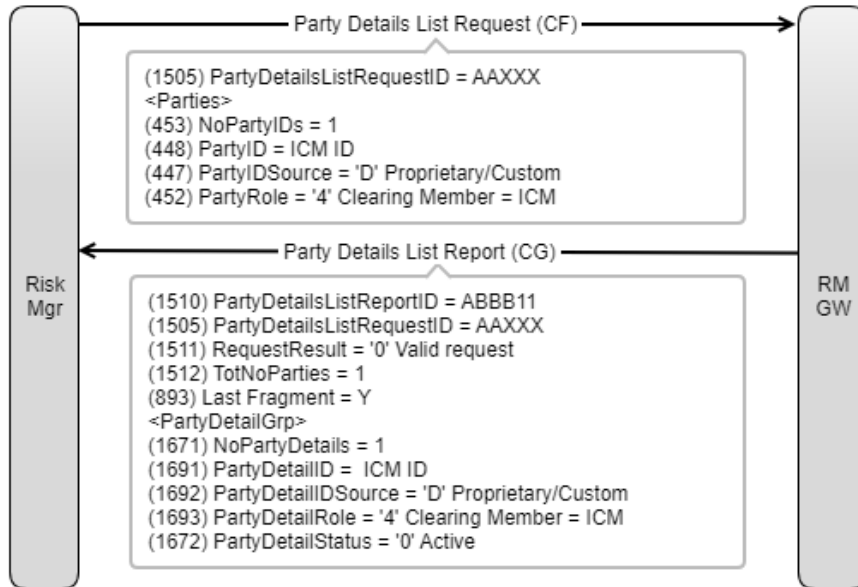 Party Details List Request (CF)
(1505) PartyDetailsListRequestID = AAXXX
<Parties>
(453) NoPartyIDs = 1
(448) PartyID = ICM ID
(447) PartyIDSource = 'D' Proprietary/Custom
(452) PartyRole = '4' Clearing Member = ICM
Party Details List Report (CG)
Risk
Mgr
RM
GW
(1510) PartyDetailsListReportID = ABBB11
(1505) PartyDetailsListRequestID = AAXXX
(1511) RequestResult = '0' Valid request
(1512) TotNoParties = 1
(893) Last Fragment = Y
<PartyDetailGrp>
(1671) NoPartyDetails = 1
(1691) PartyDetailID =  ICM ID
(1692) PartyDetailIDSource = 'D' Proprietary/Custom
(1693) PartyDetailRole = '4' Clearing Member = ICM
(1672) PartyDetailStatus = '0' Active